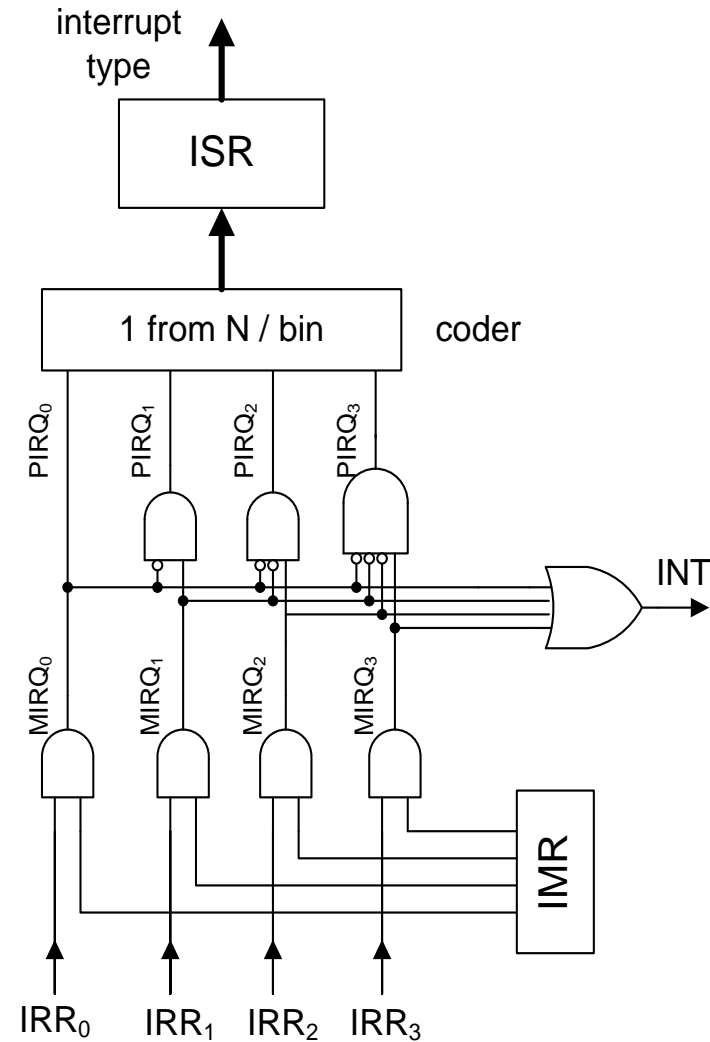 interrupt
type
ISR
1 from N / bin
coder
PIRQ₀
PIRQ₁
PIRQ₂
PIRQ₃
INT
MIRQ₀
MIRQ₁
MIRQ₂
MIRQ₃
IMR
IRR₀
IRR₁
IRR₂
IRR₃